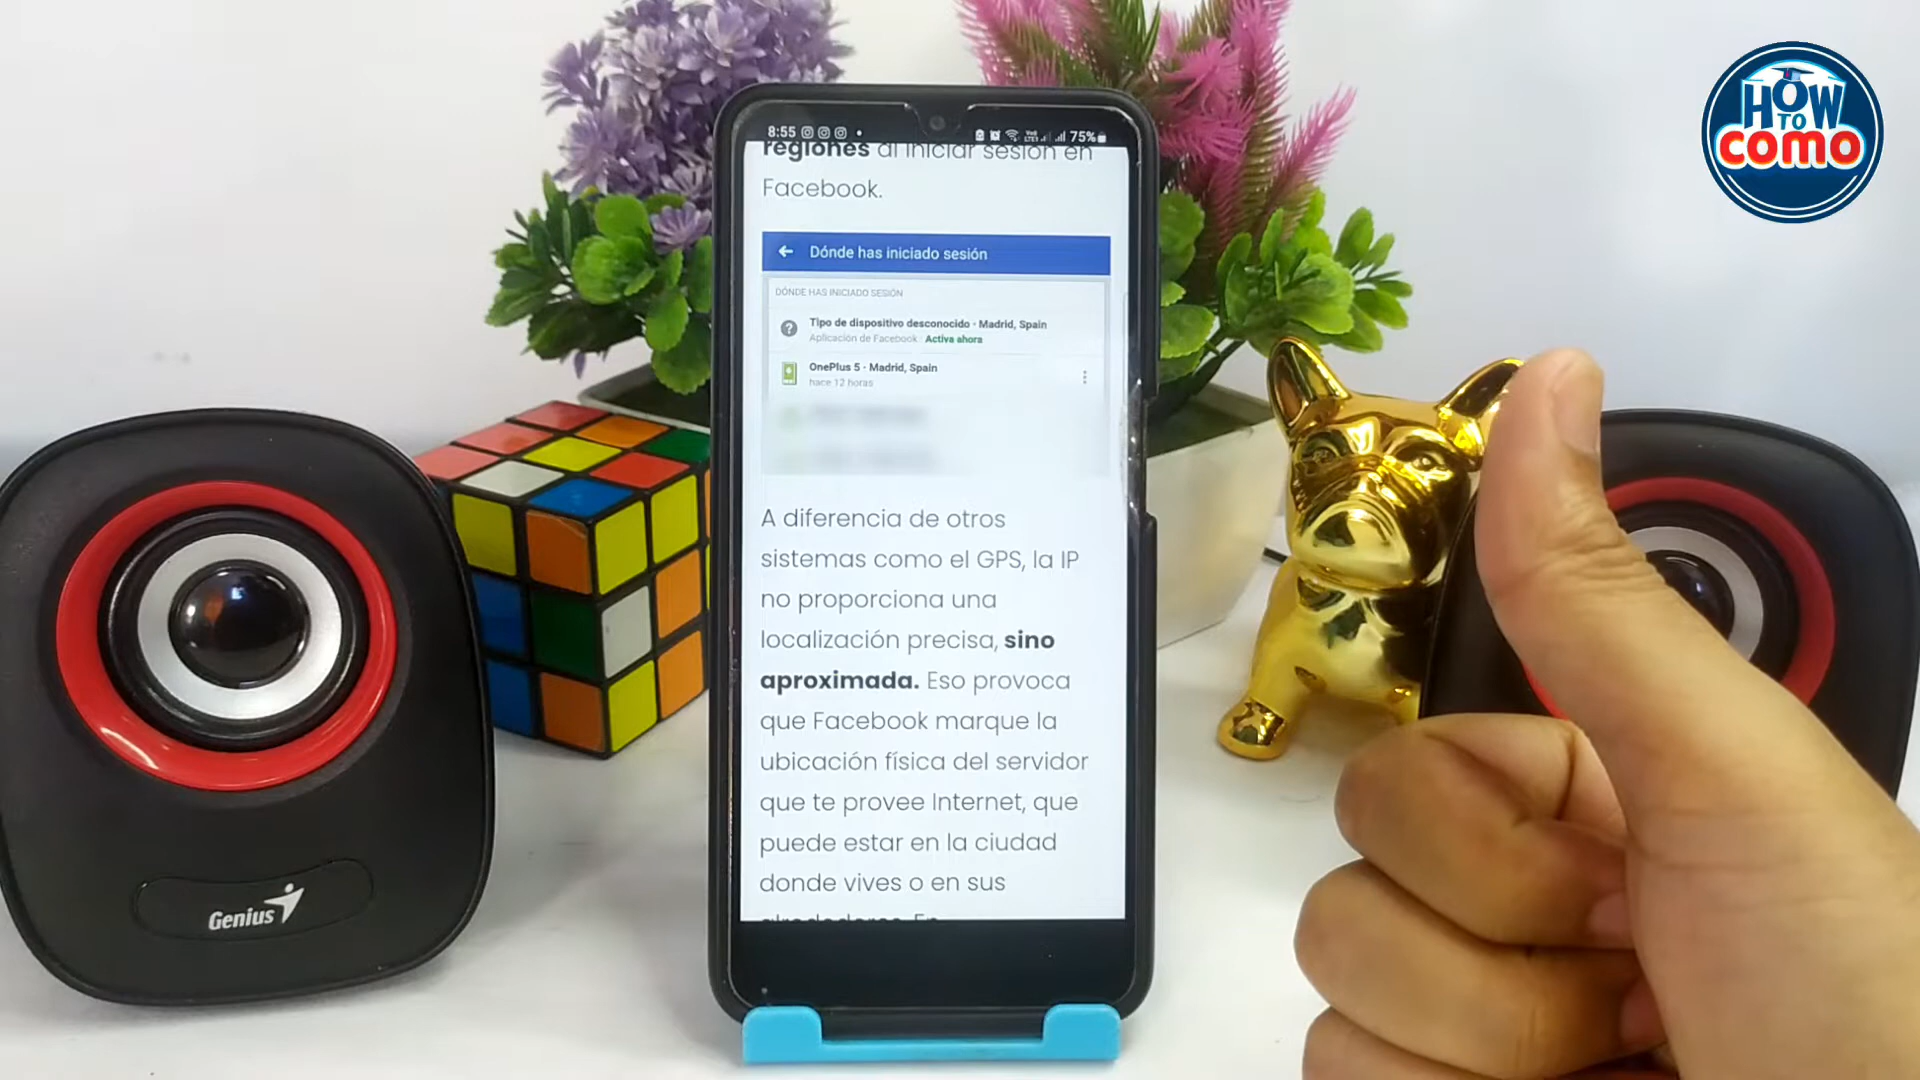 HOW
TO
como
8:55
75%
regiones al iniciar sesión en
Facebook.
Dónde has iniciado sesión
DÓNDE HAS INICIADO SESIÓN
Tipo de dispositivo desconocido · Madrid, Spain
Aplicación de Facebook · Activa ahora
OnePlus 5 · Madrid, Spain
hace 12 horas
A diferencia de otros
sistemas como el GPS, la IP
no proporciona una
localización precisa, sino
aproximada. Eso provoca
que Facebook marque la
ubicación física del servidor
que te provee Internet, que
puede estar en la ciudad
donde vives o en sus
Genius